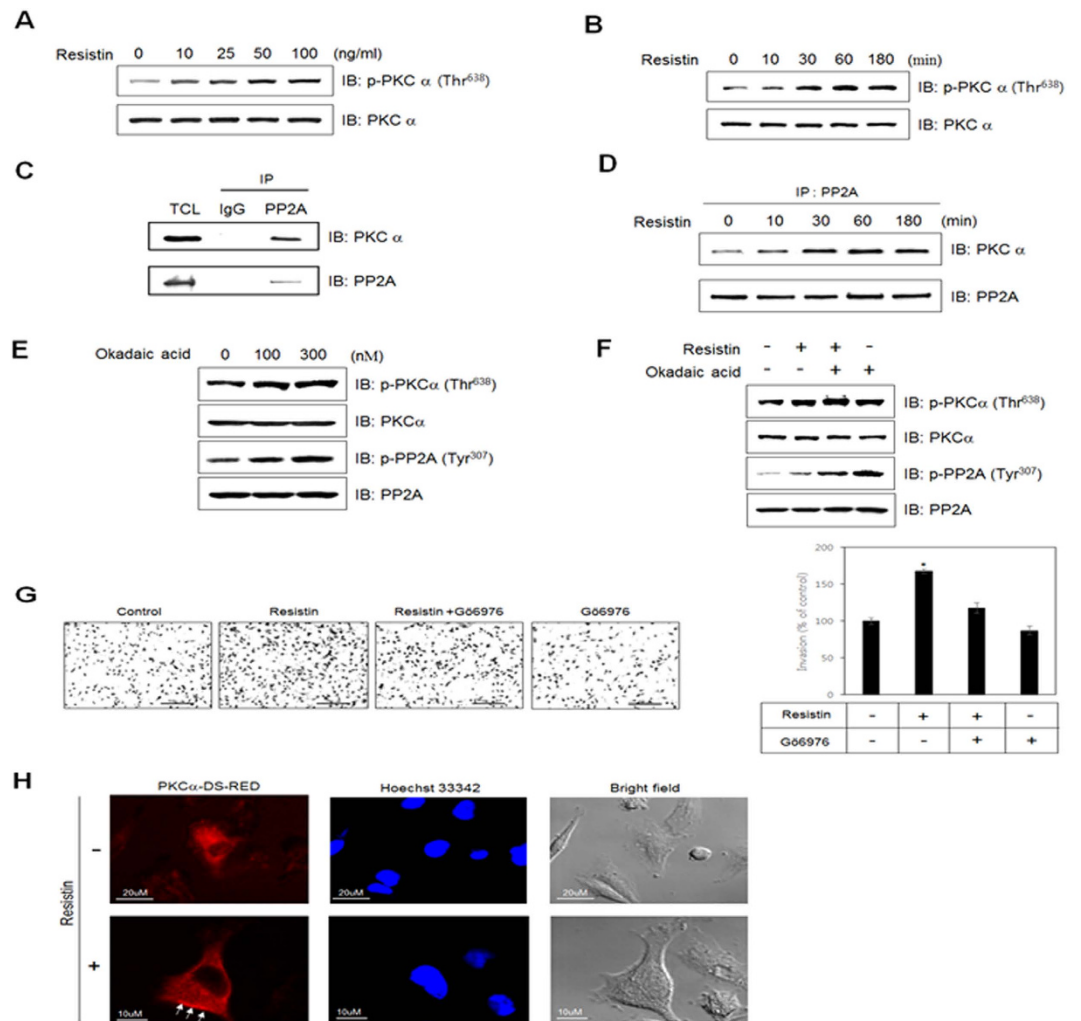 A
Resistin 0 10 25 50 100 (ng/ml)
IB: p-PKC α (Thr638)
IB: PKC α
B
Resistin 0 10 30 60 180 (min)
IB: p-PKC α (Thr638)
IB: PKC α
C
IP
TCL IgG PP2A
IB: PKC α
IB: PP2A
D
IP : PP2A
Resistin 0 10 30 60 180 (min)
IB: PKC α
IB: PP2A
E
Okadaic acid 0 100 300 (nM)
IB: p-PKCα (Thr638)
IB: PKCα
IB: p-PP2A (Tyr307)
IB: PP2A
F
Resistin - + + -
Okadaic acid - - + +
IB: p-PKCα (Thr638)
IB: PKCα
IB: p-PP2A (Tyr307)
IB: PP2A
G
Control Resistin Resistin +Gö6976 Gö6976
Invasion (% of control)
200
150
100
50
0
*
Resistin - + + -
Gö6976 - - + +
H
PKCα-DS-RED Hoechst 33342 Bright field
Resistin
-
20uM 20uM 20uM
+
10uM 10uM 10uM